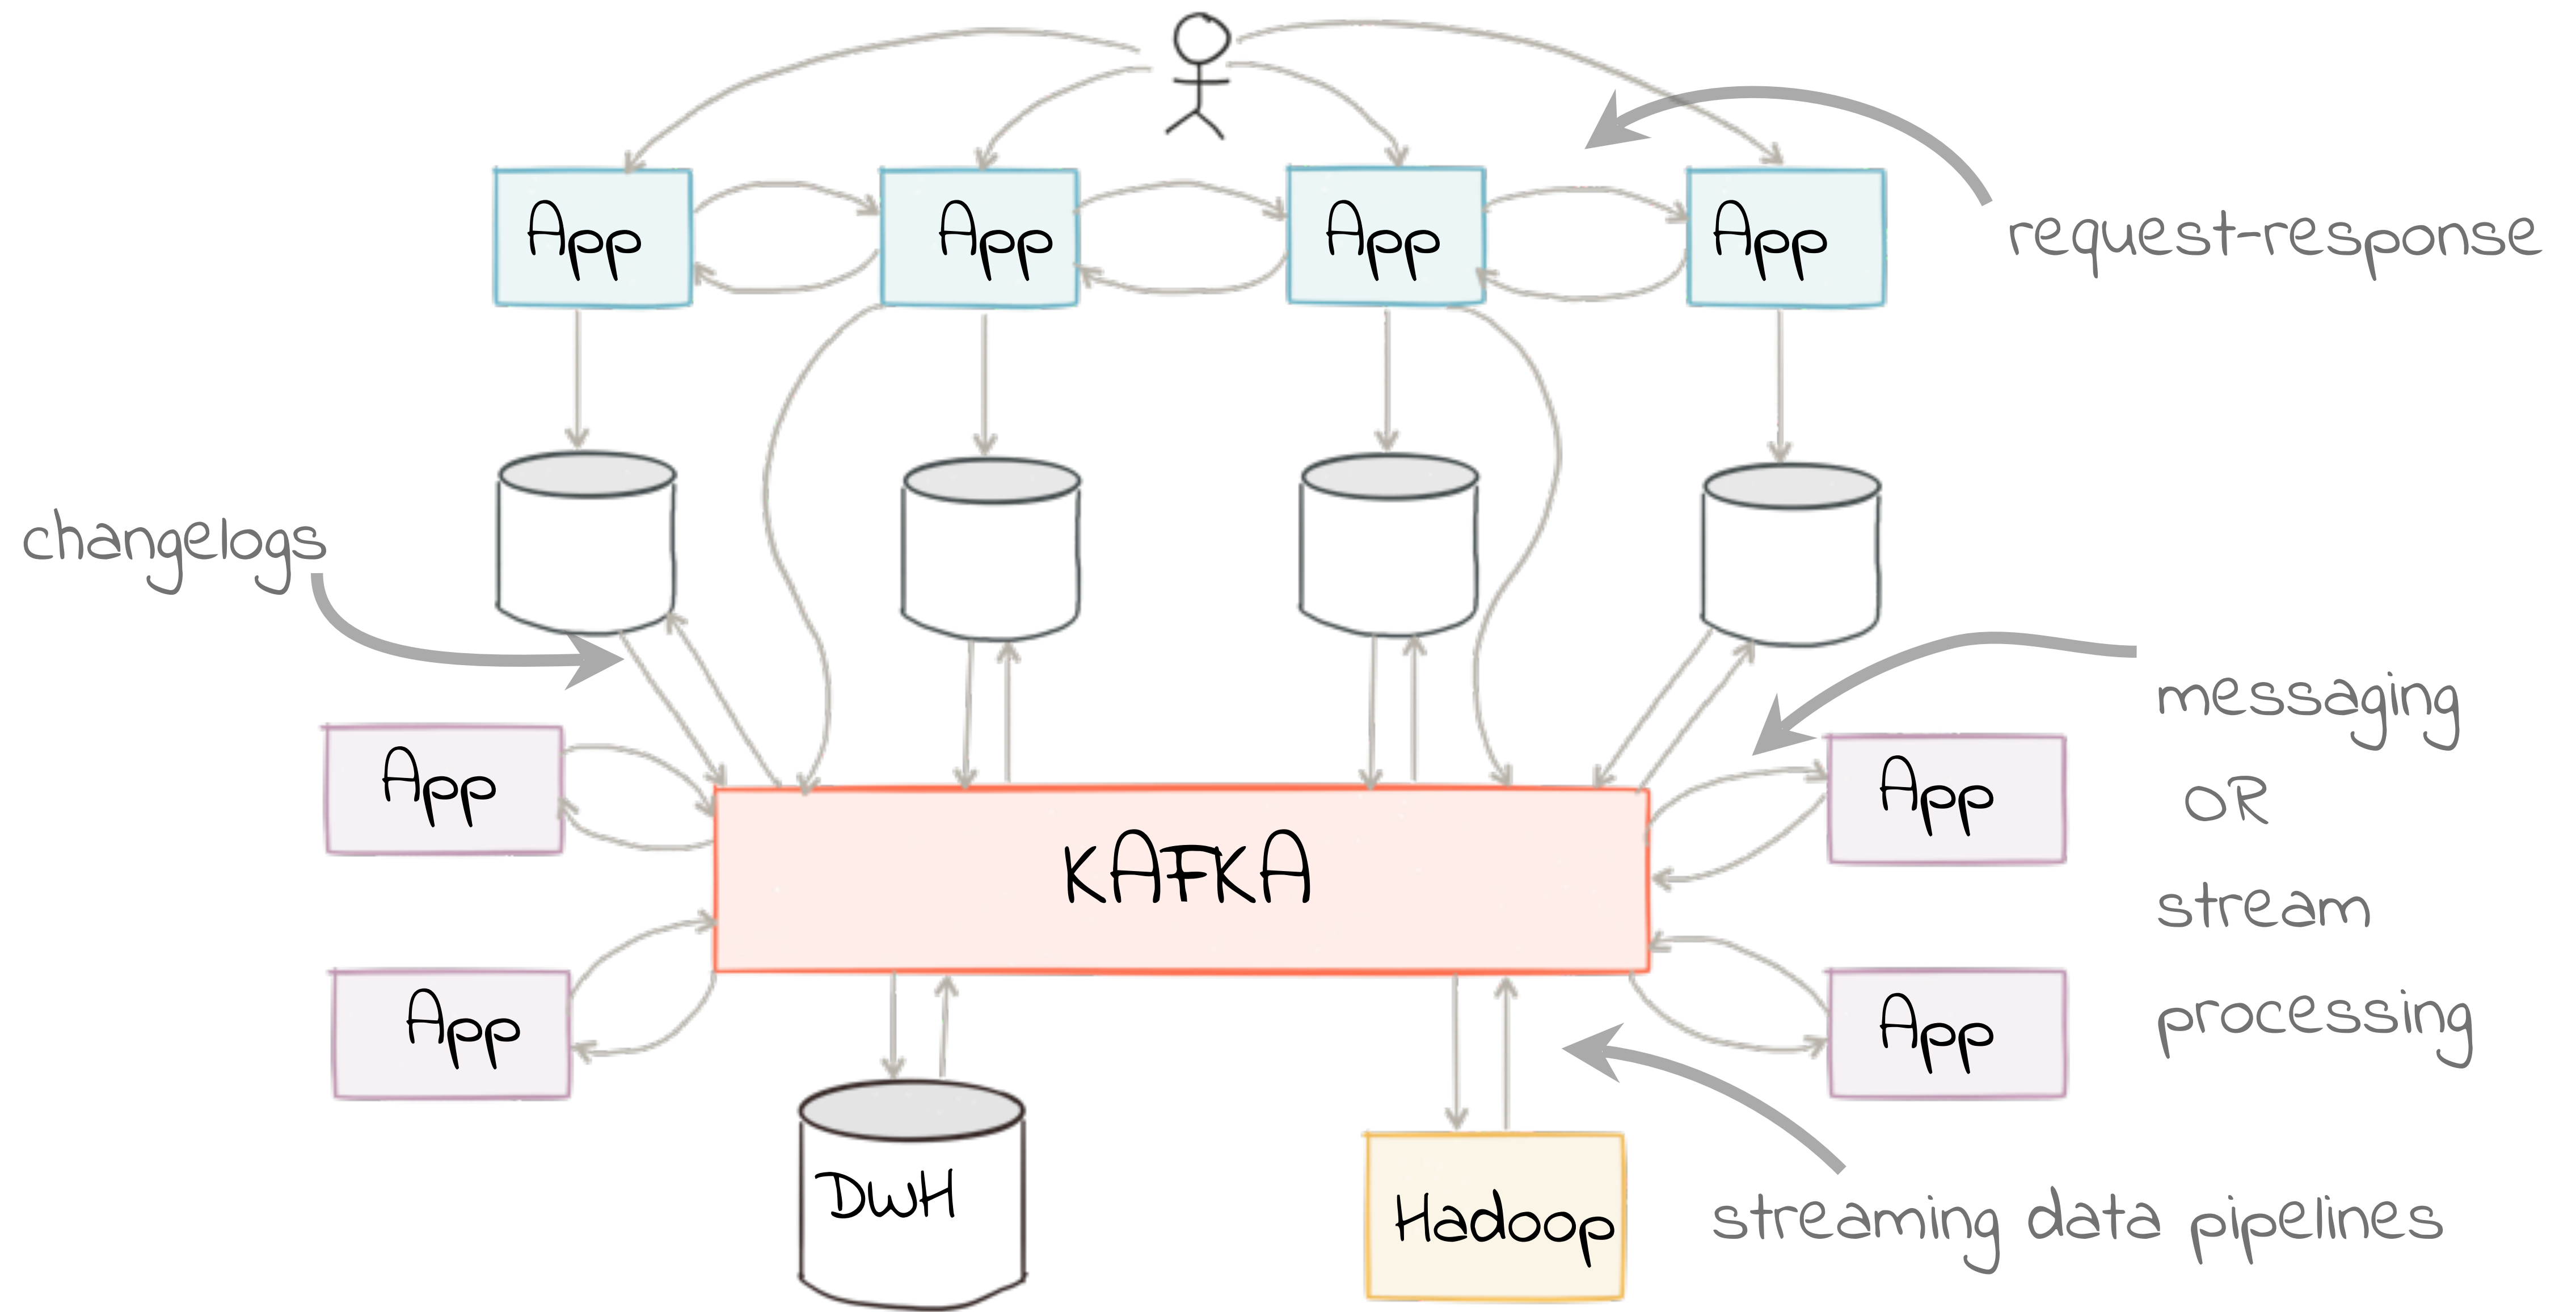 App
App
App
App
request-response
changelogs
App
KAFKA
App
messaging
OR
stream
processing
App
App
DWH
Hadoop
streaming data pipelines